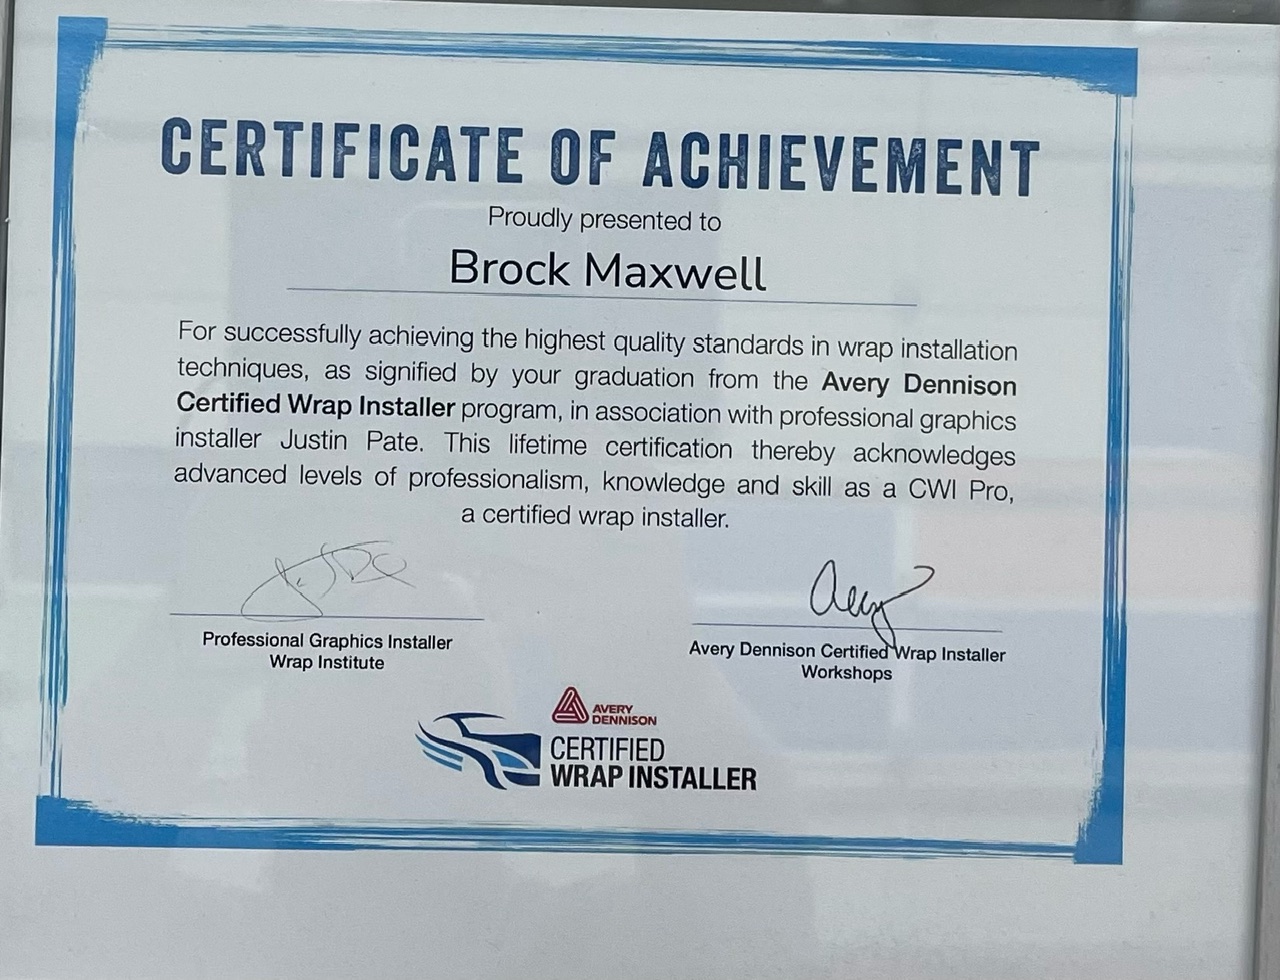 CERTIFICATE OF ACHIEVEMENT
Proudly presented to
Brock Maxwell
For successfully achieving the highest quality standards in wrap installation
techniques, as signified by your graduation from the Avery Dennison
Certified Wrap Installer program, in association with professional graphics
installer Justin Pate. This lifetime certification thereby acknowledges
advanced levels of professionalism, knowledge and skill as a CWI Pro,
a certified wrap installer.
Professional Graphics Installer
Wrap Institute
Avery Dennison Certified Wrap Installer
Workshops
AVERY
DENNISON
CERTIFIED
WRAP INSTALLER